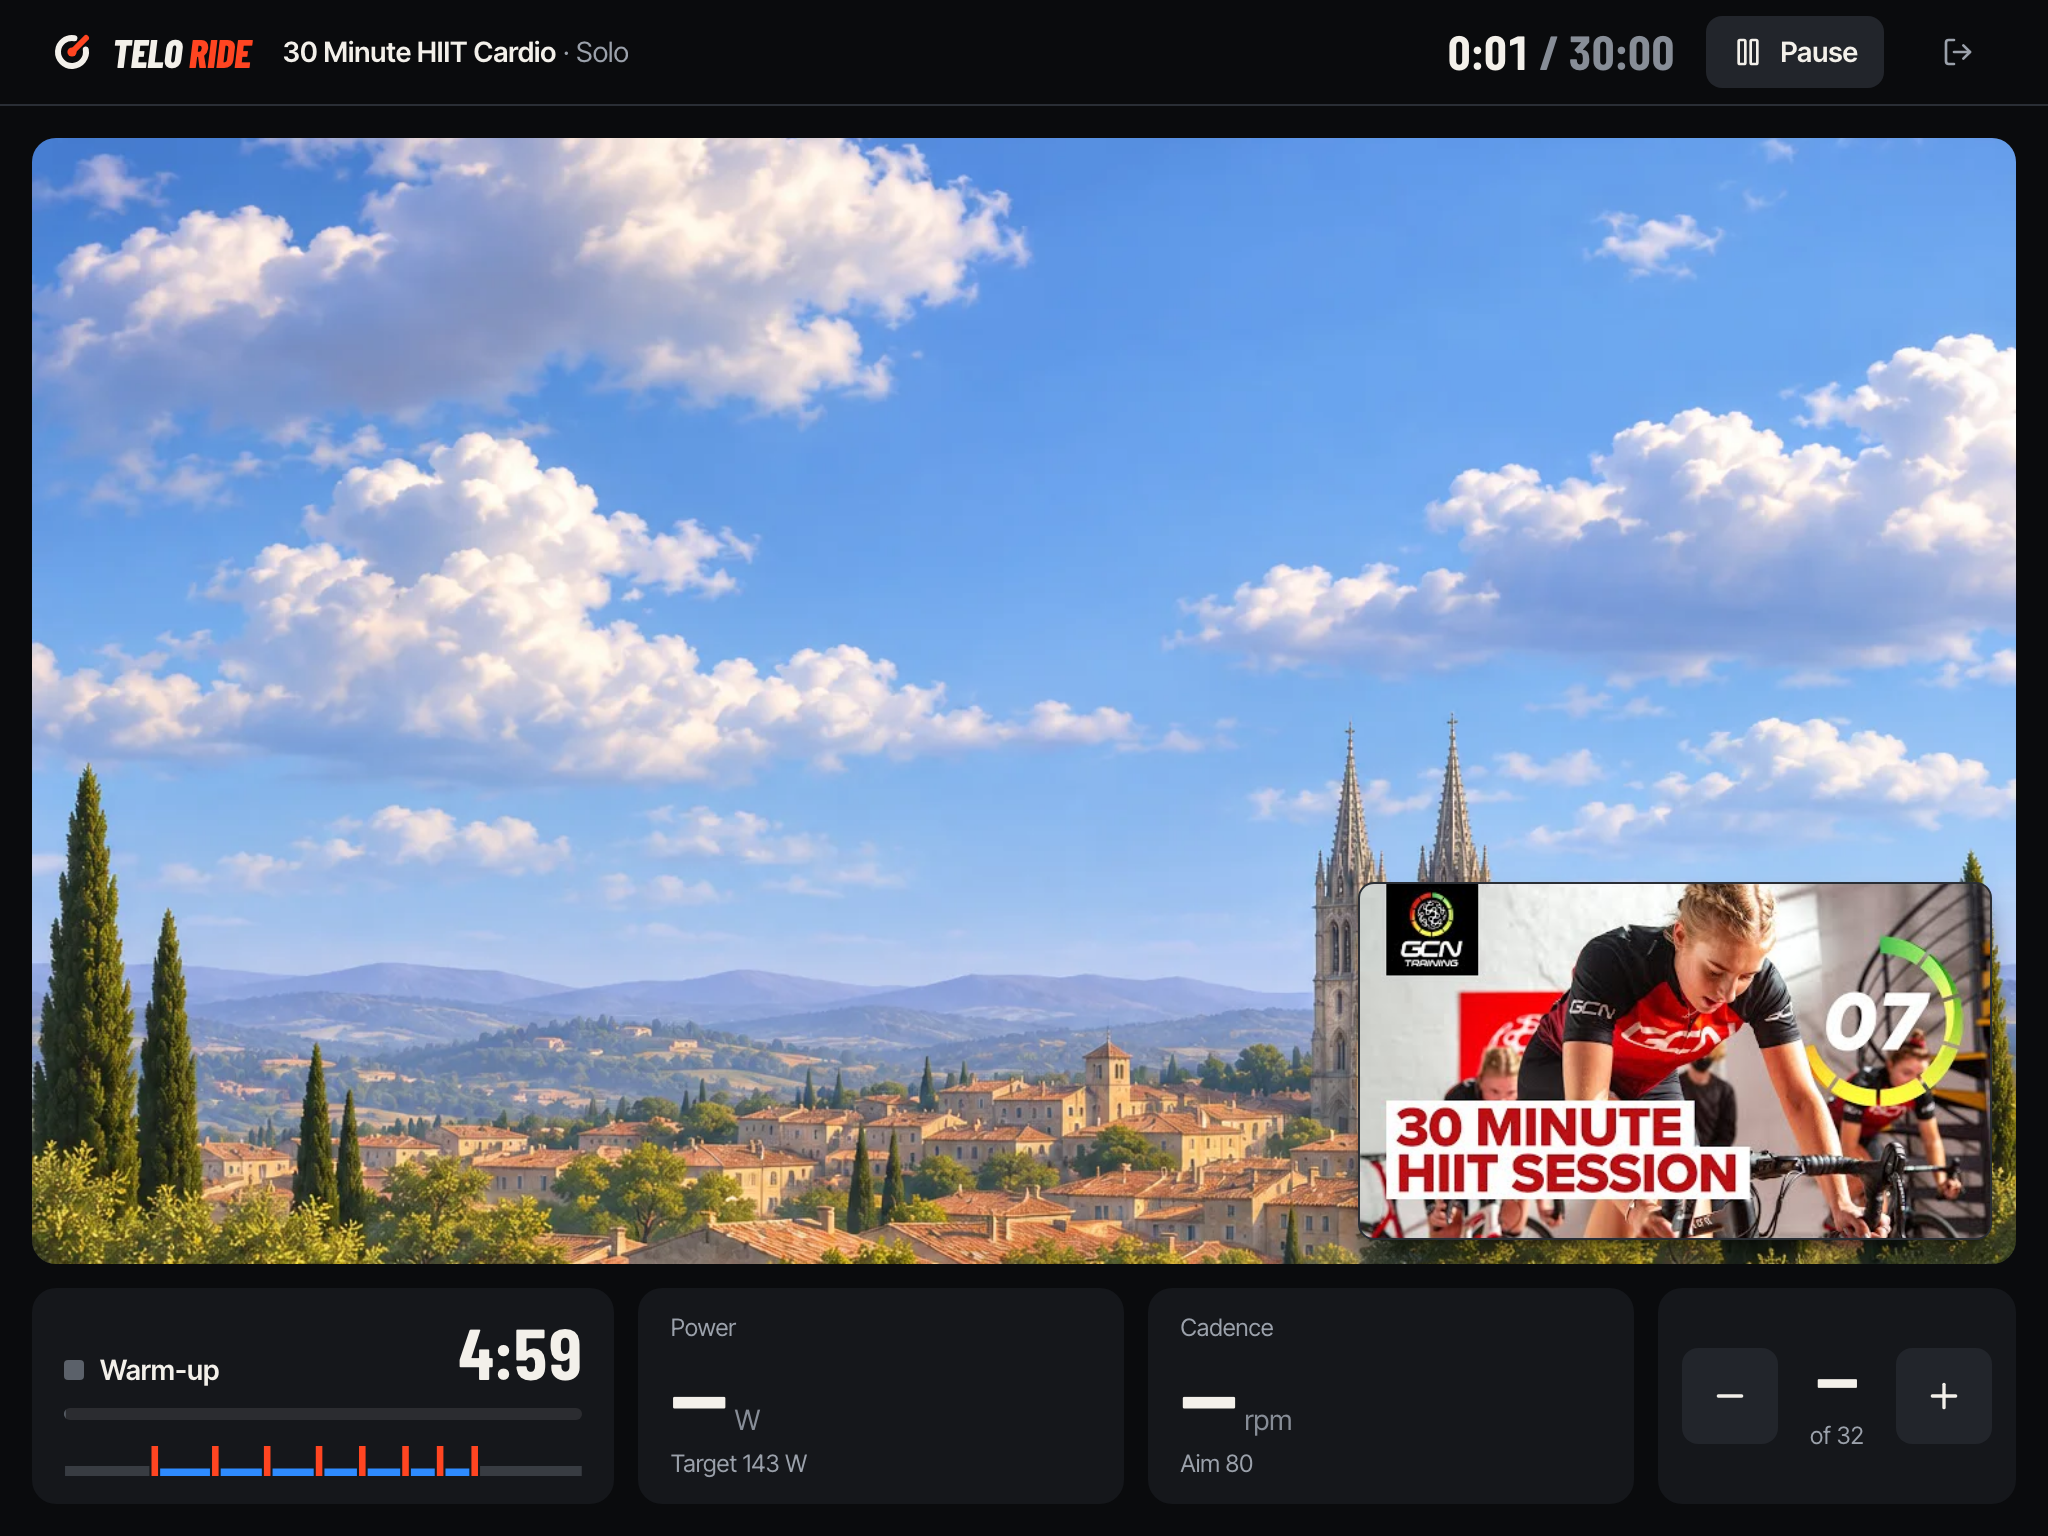 TELO RIDE 30 Minute HIIT Cardio · Solo
0:01 / 30:00
Pause
GCN
TRAINING
GCN
GCN
07
30 MINUTE
HIIT SESSION
Warm-up
4:59
Power
— W
Target 143 W
Cadence
— rpm
Aim 80
− — +
of 32